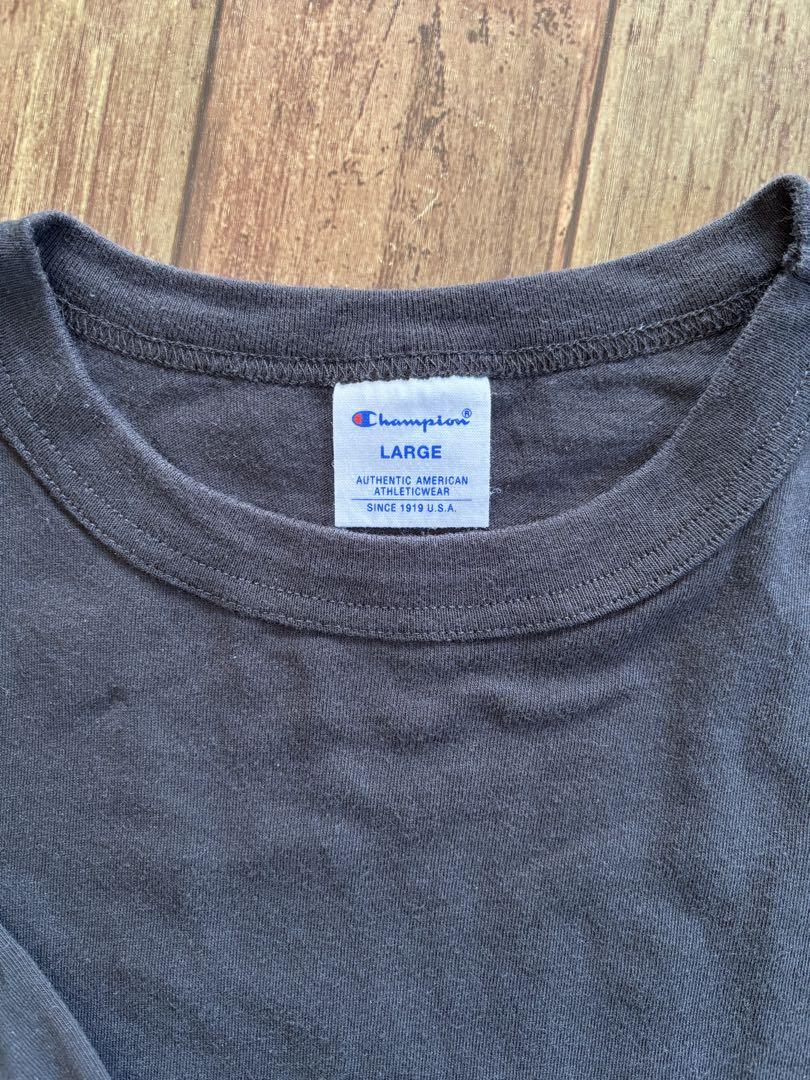 Champion®
LARGE
AUTHENTIC AMERICAN
ATHLETICWEAR
SINCE 1919 U.S.A.